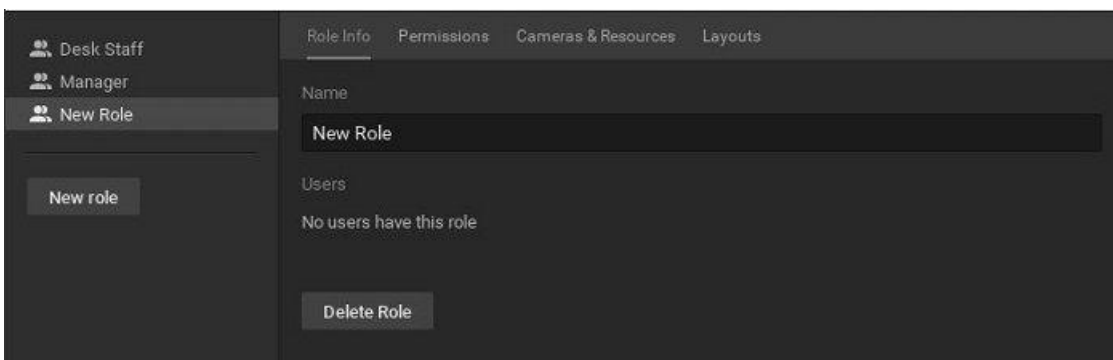 Desk Staff
Manager
New Role
New role
Role Info Permissions Cameras & Resources Layouts
Name
New Role
Users
No users have this role
Delete Role